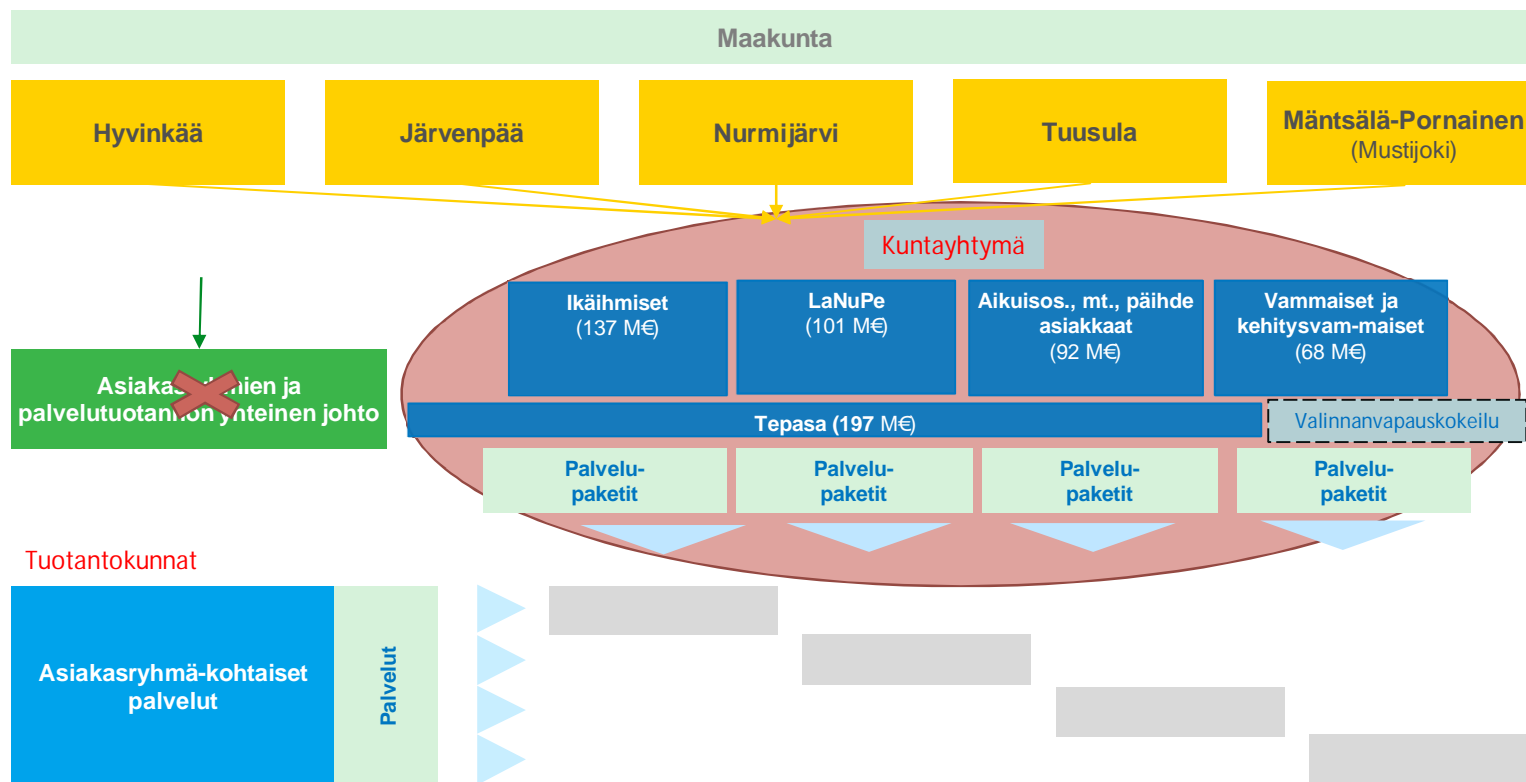 Maakunta
Hyvinkää
Järvenpää
Nurmijärvi
Tuusula
Mäntsälä-Pornainen
(Mustijoki)
Kuntayhtymä
Ikäihmiset
(137 M€)
LaNuPe
(101 M€)
Aikuisos., mt., päihde
asiakkaat
(92 M€)
Vammaiset ja
kehitysvam-maiset
(68 M€)
Asiakasryhmien ja
palvelutuotannon yhteinen johto
Tepasa (197 M€)
Valinnanvapauskokeilu
Palvelu-
paketit
Palvelu-
paketit
Palvelu-
paketit
Palvelu-
paketit
Tuotantokunnat
Asiakasryhmä-kohtaiset
palvelut
Palvelut